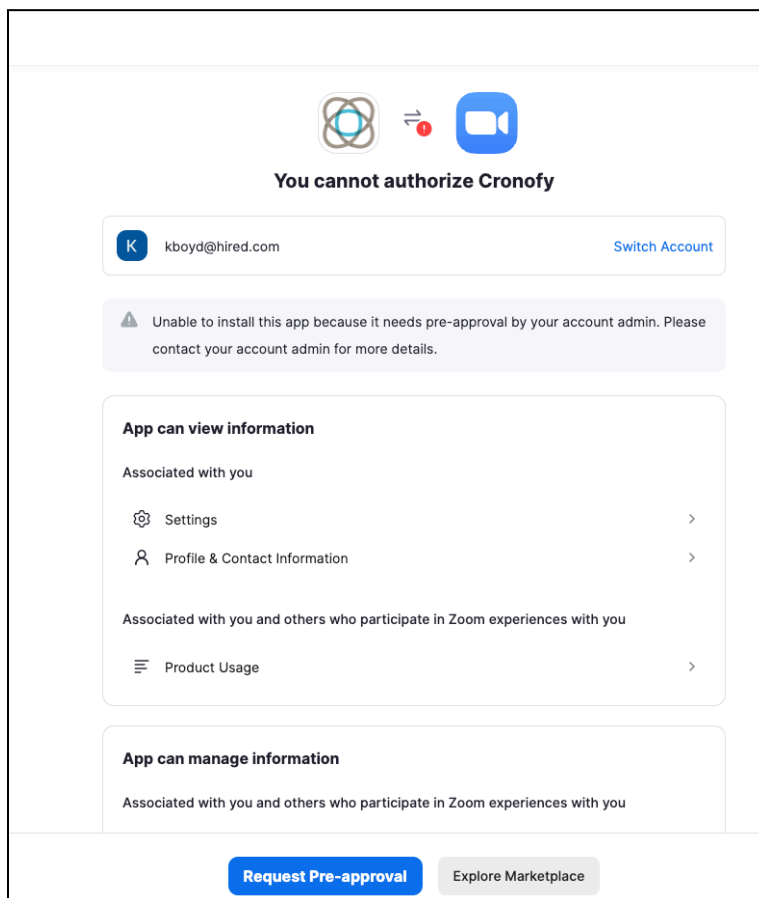 You cannot authorize Cronofy
K
kboyd@hired.com
Switch Account
Unable to install this app because it needs pre-approval by your account admin. Please
contact your account admin for more details.
App can view information
Associated with you
Settings
Profile & Contact Information
Associated with you and others who participate in Zoom experiences with you
Product Usage
App can manage information
Associated with you and others who participate in Zoom experiences with you
Request Pre-approval
Explore Marketplace